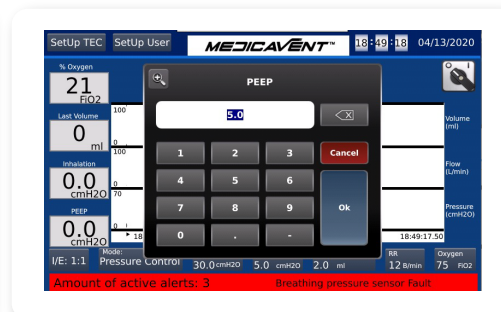 SetUp TEC SetUp User MEDICAVĒNT™ 18:49:18 04/13/2020
% Oxygen
21
FiO2
Last Volume
0
ml
Inhalation
0.0
cmH2O
PEEP
0.0
cmH2O
PEEP
5.0
1 2 3 Cancel
4 5 6
7 8 9 Ok
0 . -
100
0
100
0
70
0
18
O I
Volume
(ml)
Flow
(L/min)
Pressure
(cmH2O)
18:49:17.50
I/E: 1:1
Mode:
Pressure Control
30.0 cmH2O 5.0 cmH2O 2.0 ml
RR
12 B/min
Oxygen
75 FiO2
Amount of active alerts: 3 Breathing pressure sensor Fault